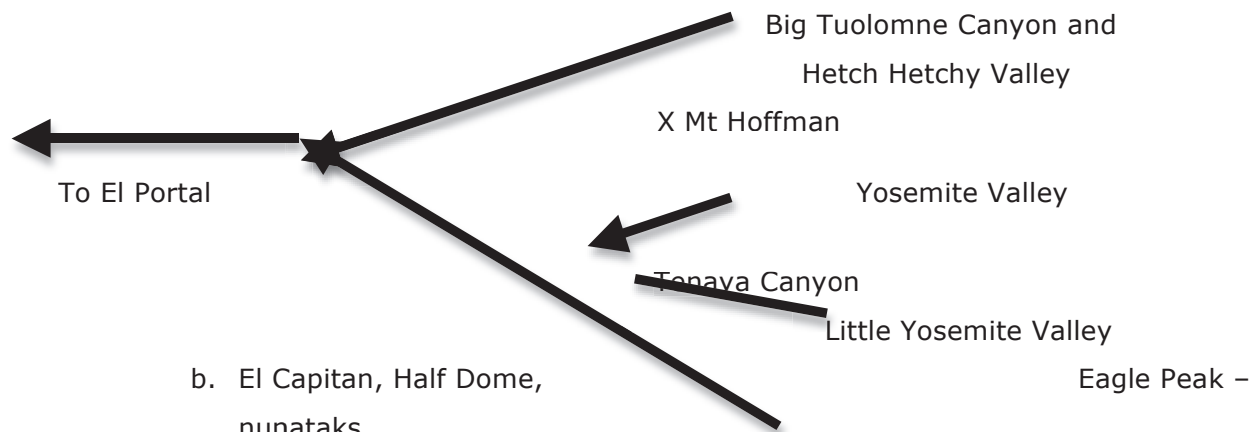 Big Tuolomne Canyon and
Hetch Hetchy Valley
X Mt Hoffman
To El Portal
Yosemite Valley
Tenaya Canyon
Little Yosemite Valley
b. El Capitan, Half Dome, Eagle Peak –
nunataks